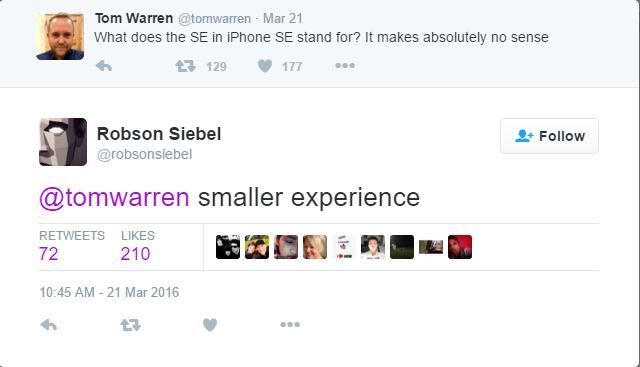 Tom Warren @tomwarren · Mar 21
What does the SE in iPhone SE stand for? It makes absolutely no sense
129 177
Robson Siebel
@robsonsiebel
Follow
@tomwarren smaller experience
RETWEETS LIKES
72 210
10:45 AM - 21 Mar 2016